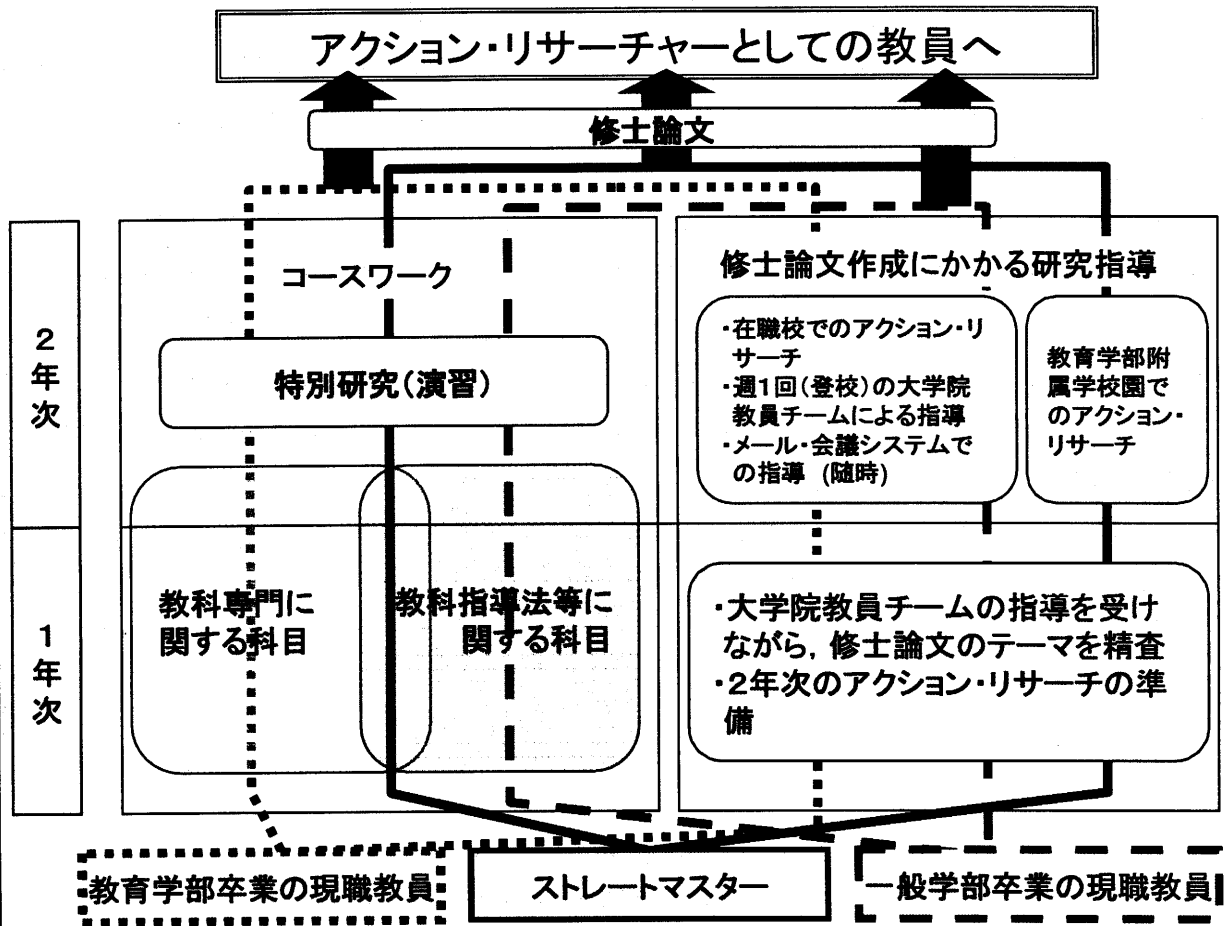 アクション・リサーチャーとしての教員へ
修士論文
2年次
1年次
コースワーク
特別研究(演習)
教科専門に
関する科目
教科指導法等に
関する科目
修士論文作成にかかる研究指導
・在職校でのアクション・リ
サーチ
・週1回(登校)の大学院
教員チームによる指導
・メール・会議システムで
の指導 (随時)
教育学部附
属学校園で
のアクション・
リサーチ
・大学院教員チームの指導を受け
ながら, 修士論文のテーマを精査
・2年次のアクション・リサーチの準
備
教育学部卒業の現職教員
ストレートマスター
一般学部卒業の現職教員